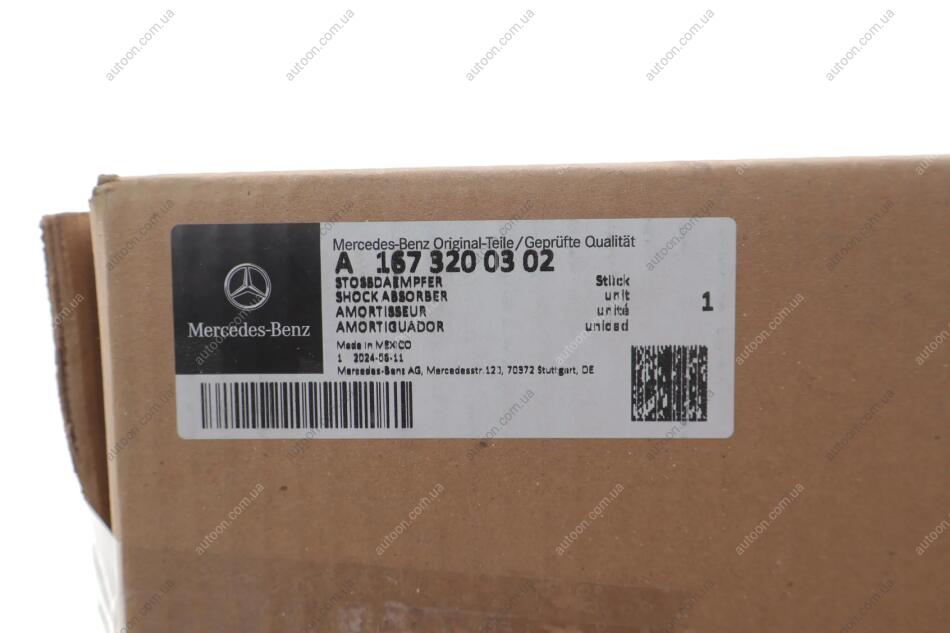 Mercedes-Benz Original-Teile/Geprüfte Qualität
A 167 320 03 02
STOSSDAEMPFER Stück
SHOCK ABSORBER unit
AMORTISSEUR unité
AMORTIGUADOR unidad
1
Made in MEXICO
1 2024-06-11
Mercedes-Benz AG, Mercedesstr.120, 70372 Stuttgart, DE
Mercedes-Benz
autoon.com.ua